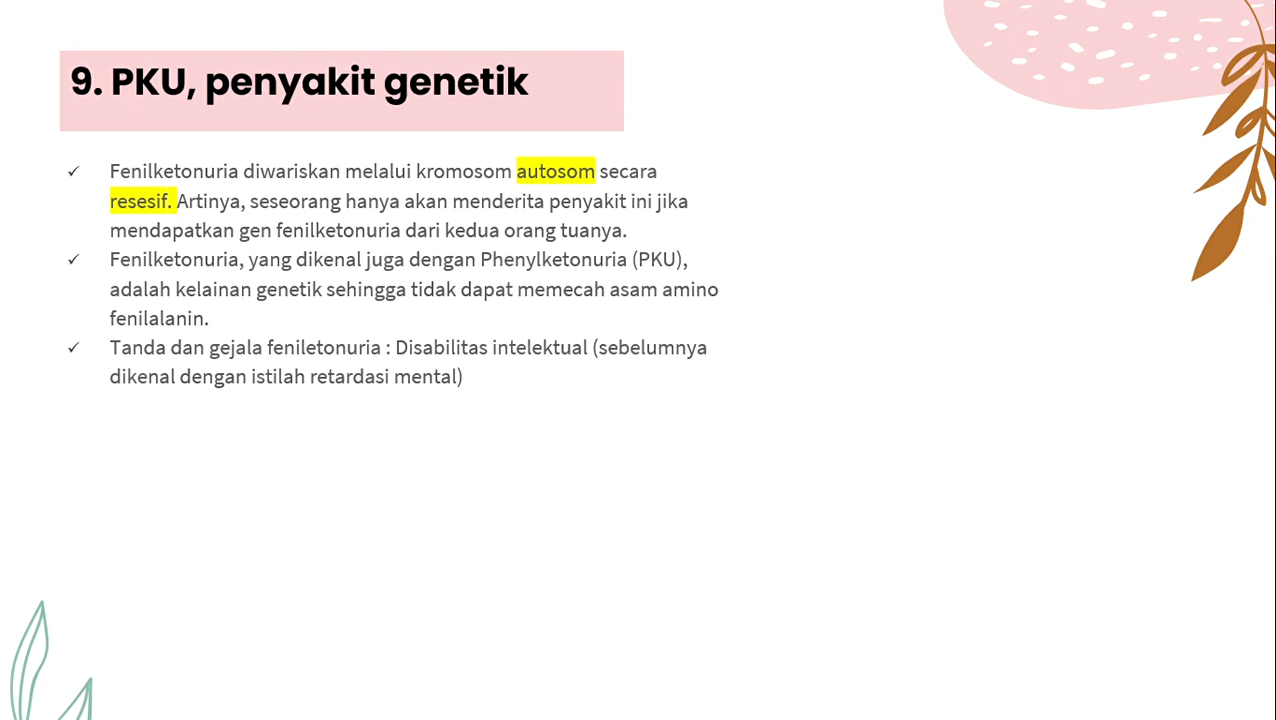 9. PKU, penyakit genetik
✓ Fenilketonuria diwariskan melalui kromosom autosom secara
resesif. Artinya, seseorang hanya akan menderita penyakit ini jika
mendapatkan gen fenilketonuria dari kedua orang tuanya.
✓ Fenilketonuria, yang dikenal juga dengan Phenylketonuria (PKU),
adalah kelainan genetik sehingga tidak dapat memecah asam amino
fenilalanin.
✓ Tanda dan gejala feniletonuria : Disabilitas intelektual (sebelumnya
dikenal dengan istilah retardasi mental)